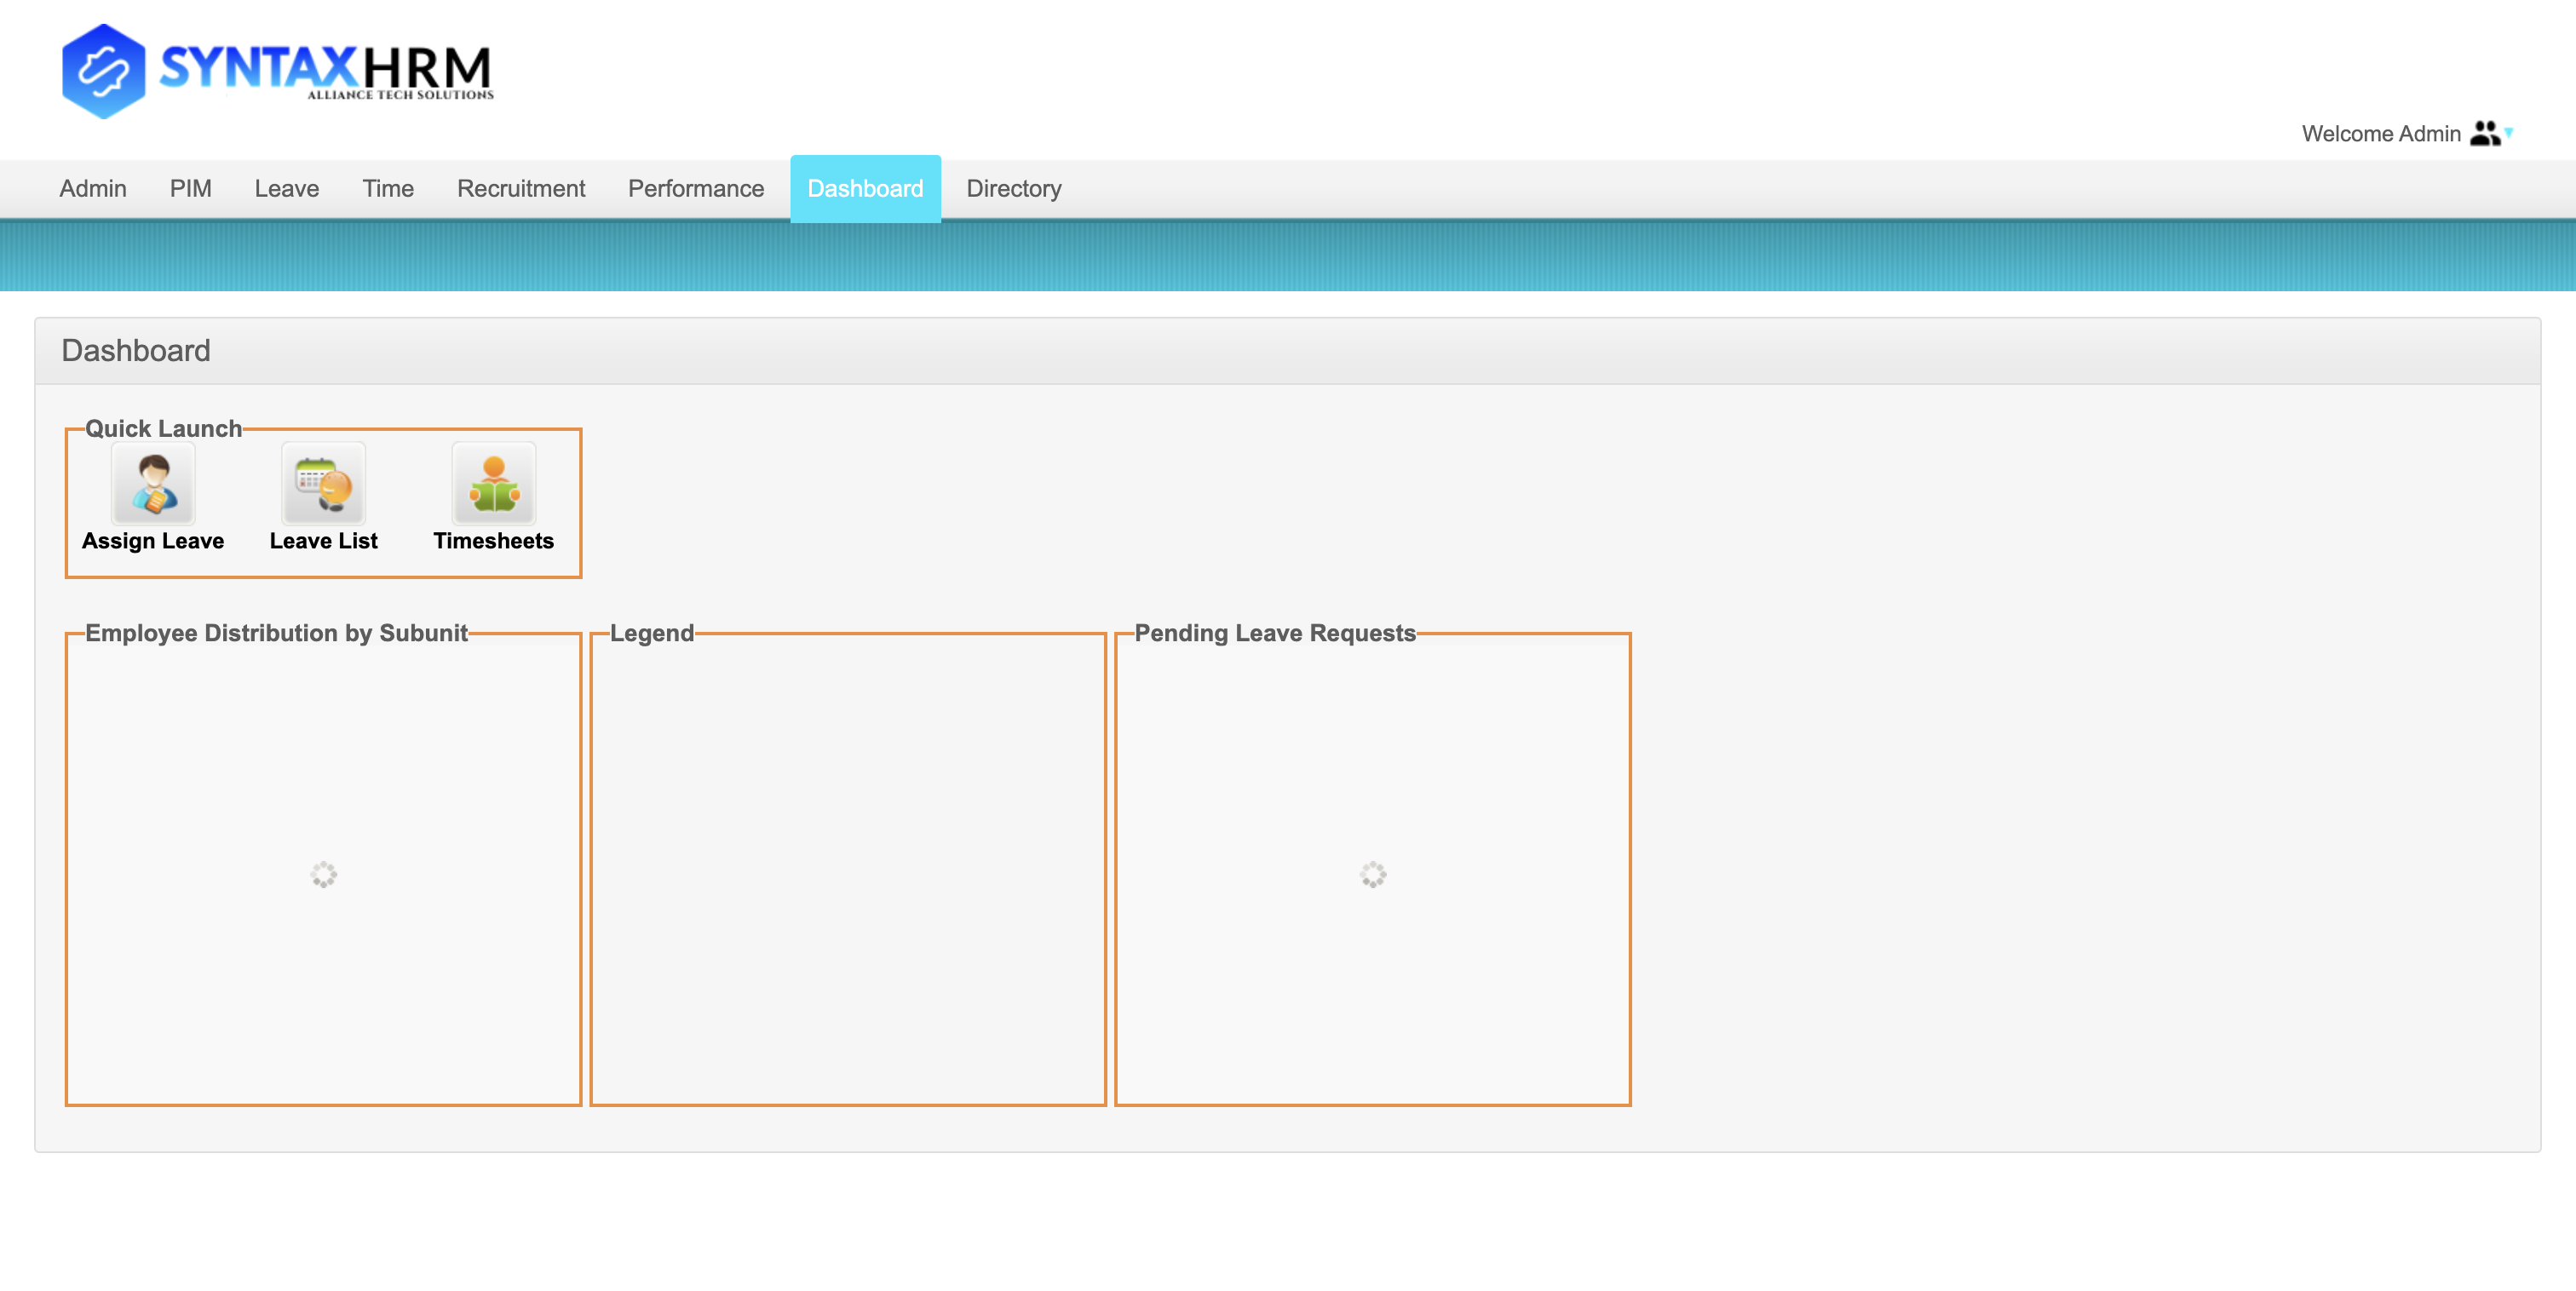 SYNTAXHRM
ALLIANCE TECH SOLUTIONS
Welcome Admin
Admin PIM Leave Time Recruitment Performance Dashboard Directory
Dashboard
Quick Launch
Assign Leave Leave List Timesheets
Employee Distribution by Subunit Legend Pending Leave Requests